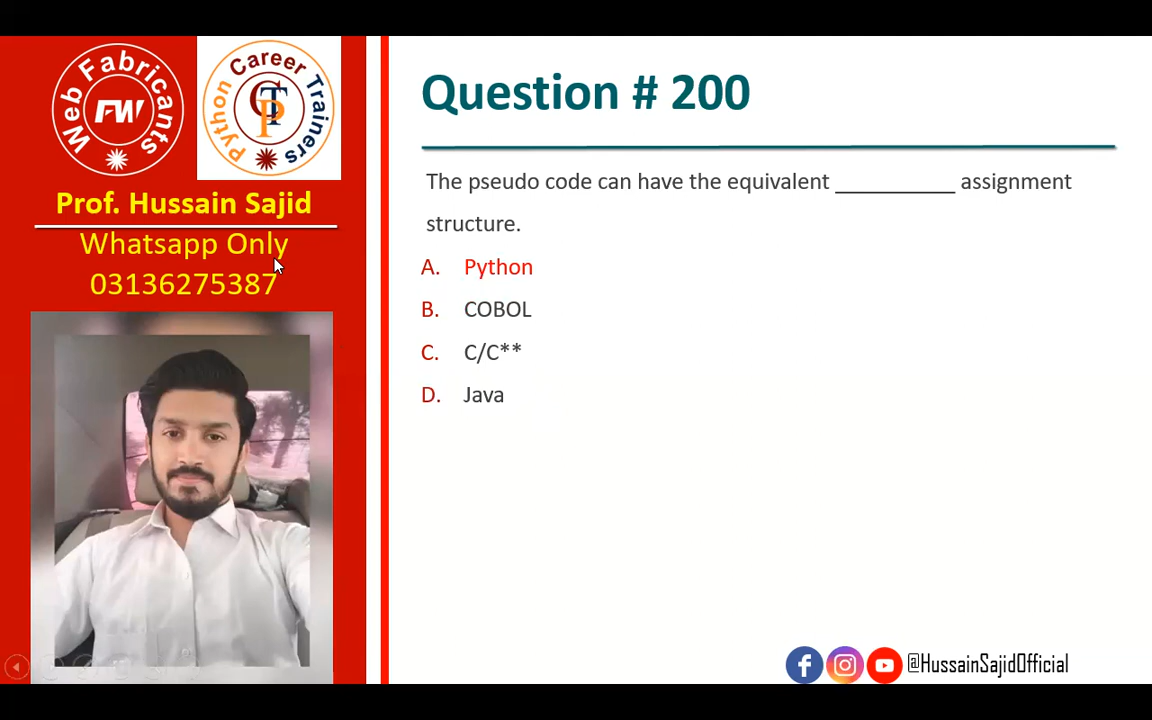 Web Fabricants
FW
Python Career Trainers
CTP
Prof. Hussain Sajid
Whatsapp Only
03136275387
Question # 200
The pseudo code can have the equivalent __________ assignment
structure.
A. Python
B. COBOL
C. C/C**
D. Java
@HussainSajidOfficial